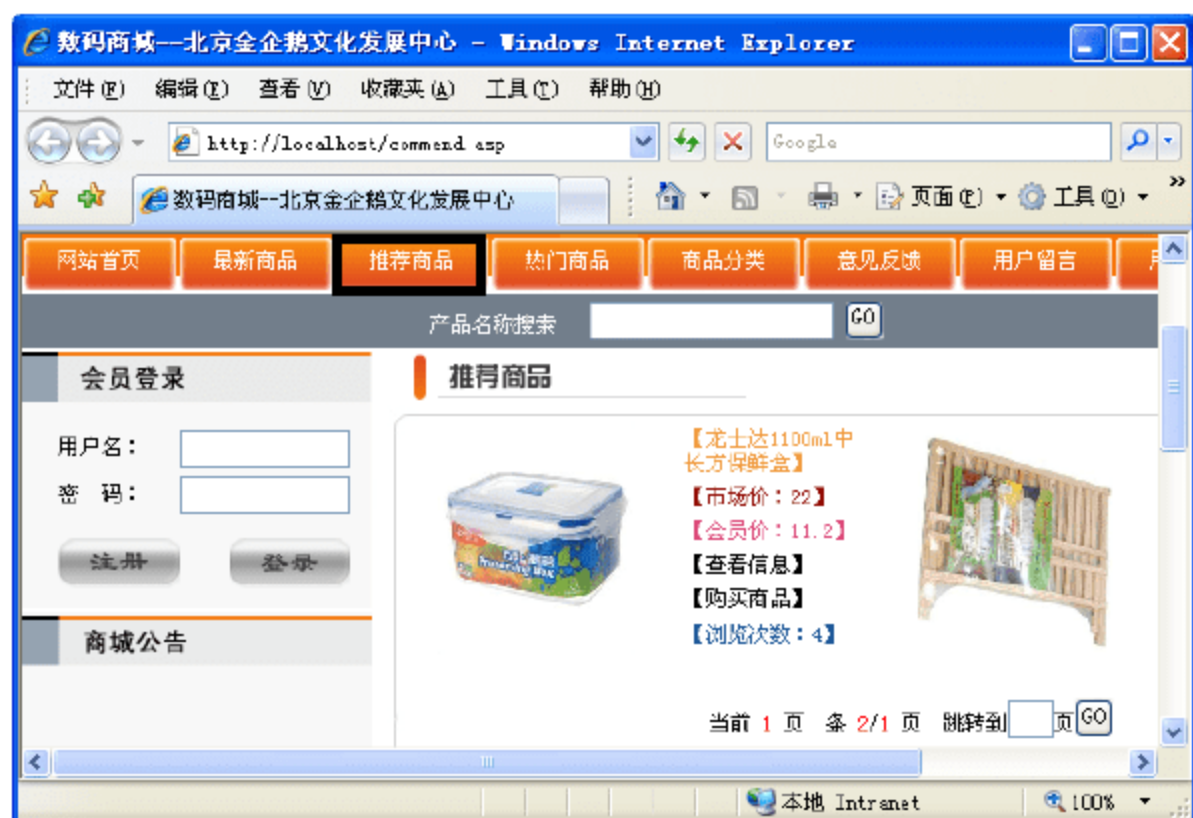 数码商城--北京金企鹅文化发展中心 - Windows Internet Explorer
文件(F) 编辑(E) 查看(V) 收藏夹(A) 工具(T) 帮助(H)
http://localhost/commend.asp Google
数码商城--北京金企鹅文化发展中心 页面(P) 工具(O) »
网站首页 最新商品 推荐商品 热门商品 商品分类 意见反馈 用户留言
产品名称搜索 GO
会员登录
用户名：
密 码：
注册 登录
商城公告
推荐商品
【龙士达1100ml中
长方保鲜盒】
【市场价：22】
【会员价：11.2】
【查看信息】
【购买商品】
【浏览次数：4】
当前 1 页 条 2/1 页 跳转到 页 GO
本地 Intranet 100%